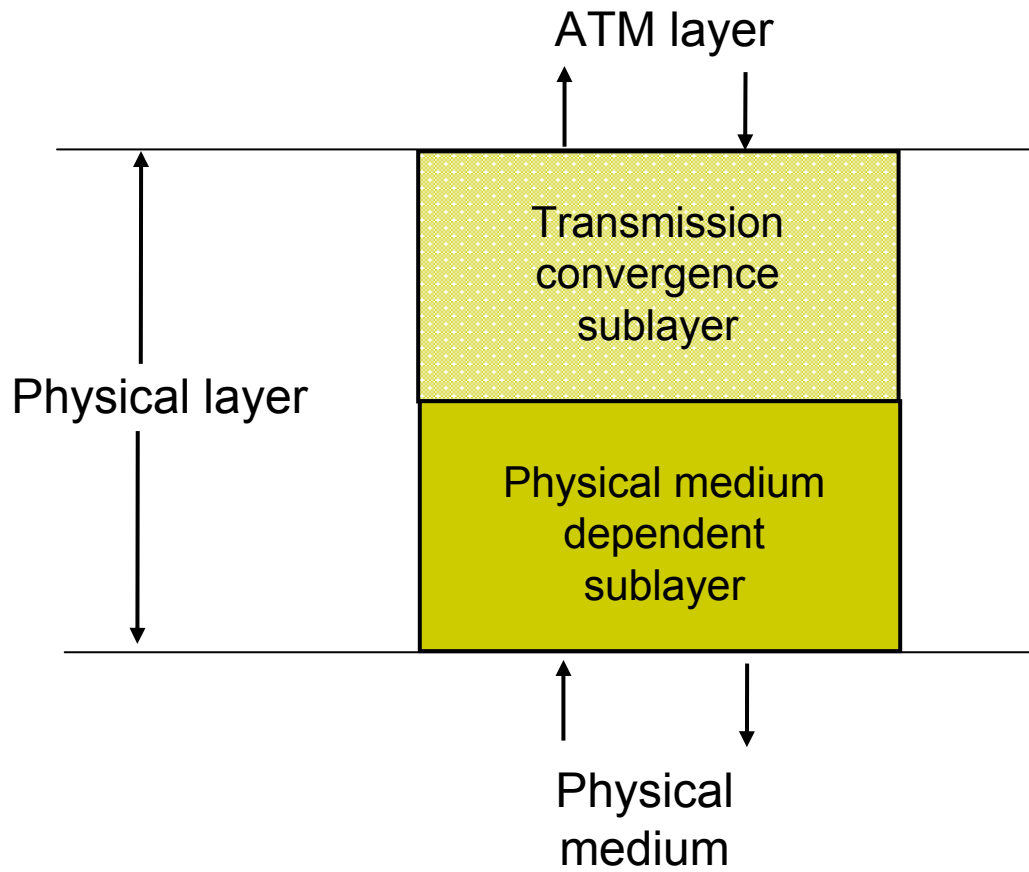 ATM layer
Transmission
convergence
sublayer
Physical layer
Physical medium
dependent
sublayer
Physical
medium